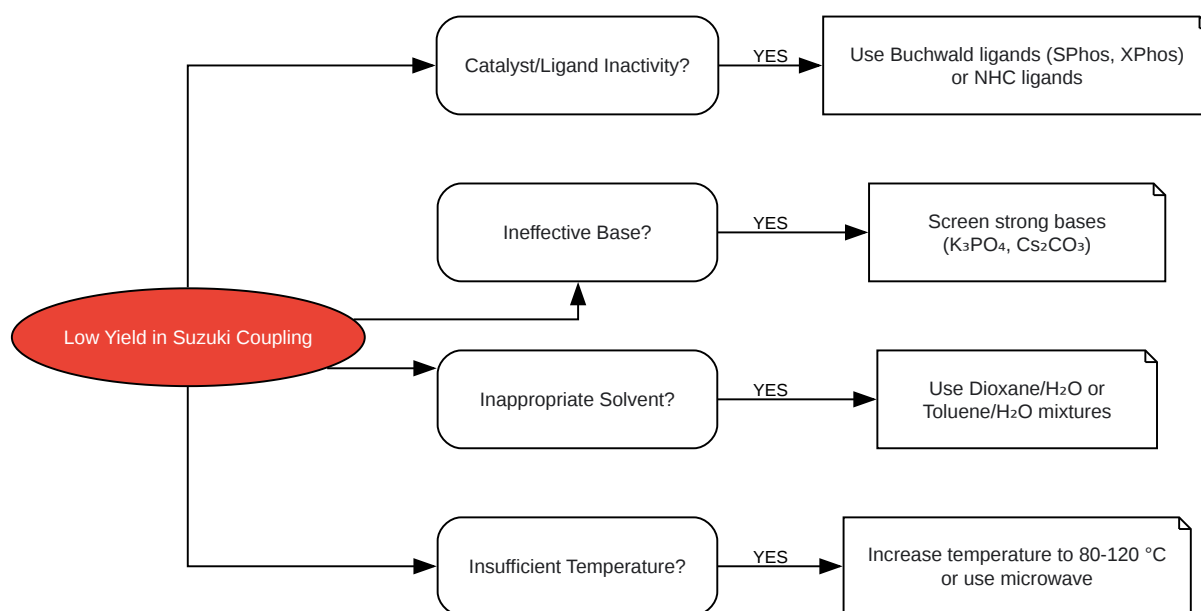 Catalyst/Ligand Inactivity?
YES
Use Buchwald ligands (SPhos, XPhos)
or NHC ligands
Ineffective Base?
YES
Screen strong bases
(K₃PO₄, Cs₂CO₃)
Low Yield in Suzuki Coupling
Inappropriate Solvent?
YES
Use Dioxane/H₂O or
Toluene/H₂O mixtures
Insufficient Temperature?
YES
Increase temperature to 80-120 °C
or use microwave